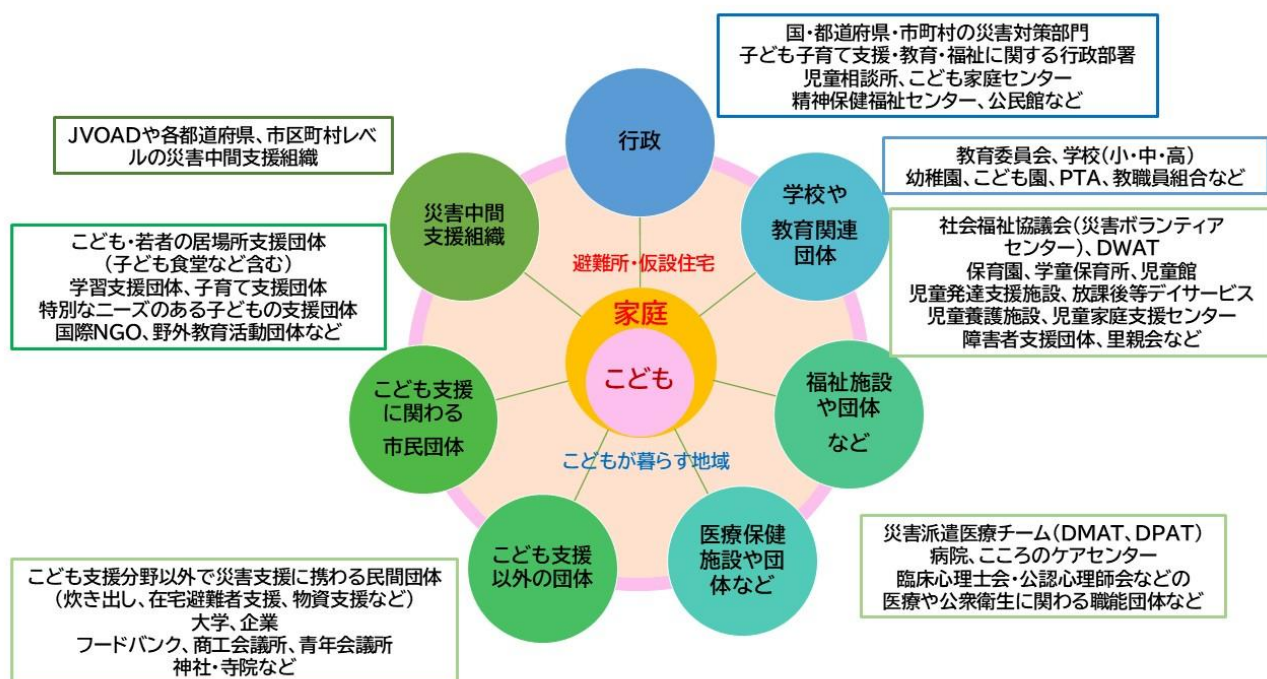 国・都道府県・市町村の災害対策部門
子ども子育て支援・教育・福祉に関する行政部署
児童相談所、こども家庭センター
精神保健福祉センター、公民館など
行政
JVOADや各都道府県、市区町村レベ
ルの災害中間支援組織
災害中間
支援組織
学校や
教育関連
団体
教育委員会、学校(小・中・高)
幼稚園、こども園、PTA、教職員組合など
こども・若者の居場所支援団体
(子ども食堂など含む)
学習支援団体、子育て支援団体
特別なニーズのある子どもの支援団体
国際NGO、野外教育活動団体など
避難所・仮設住宅
家庭
こども
社会福祉協議会(災害ボランティア
センター)、DWAT
保育園、学童保育所、児童館
児童発達支援施設、放課後等デイサービス
児童養護施設、児童家庭支援センター
障害者支援団体、里親会など
こども支援
に関わる
市民団体
福祉施設
や団体
など
こどもが暮らす地域
こども支援
以外の団体
医療保健
施設や団
体など
こども支援分野以外で災害支援に携わる民間団体
(炊き出し、在宅避難者支援、物資支援など)
大学、企業
フードバンク、商工会議所、青年会議所
神社・寺院など
災害派遣医療チーム(DMAT、DPAT)
病院、こころのケアセンター
臨床心理士会・公認心理師会などの
医療や公衆衛生に関わる職能団体など